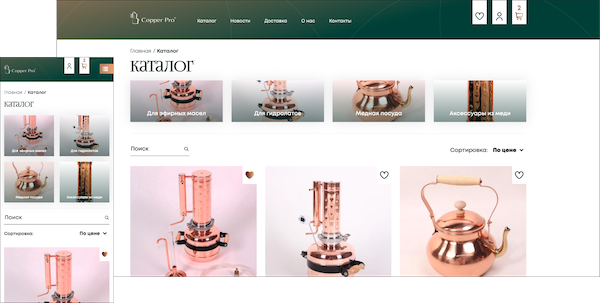 Copper Pro
Каталог
Новости
Доставка
О нас
Контакты
2
Главная / Каталог
КАТАЛОГ
Для эфирных масел
Для гидролатов
Медная посуда
Аксессуары из меди
Поиск
Сортировка: По цене
Copper Pro
2
Главная / Каталог
КАТАЛОГ
Для эфирных масел
Для гидролатов
Медная посуда
Аксессуары из меди
Поиск
Сортировка: По цене